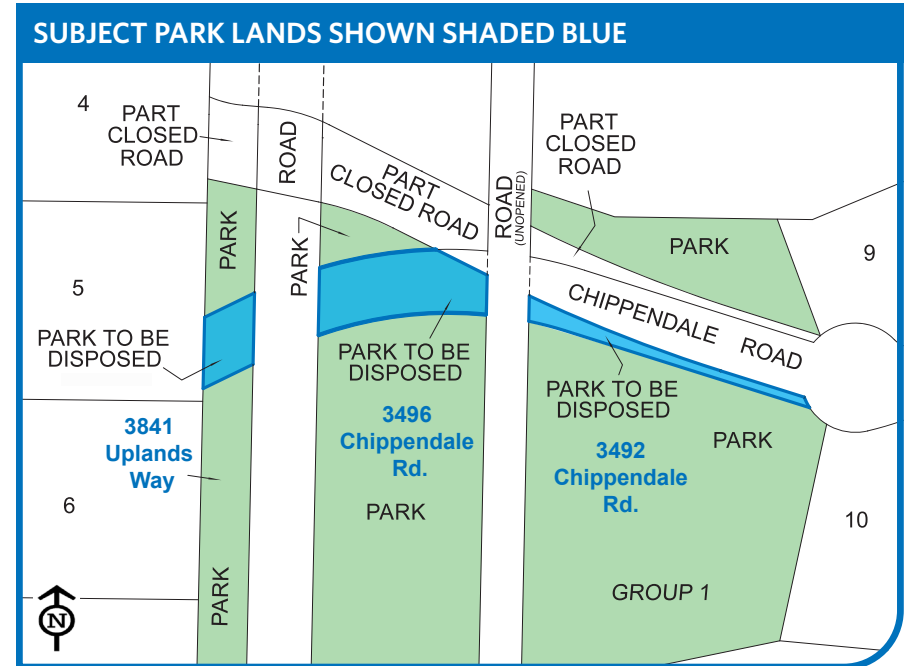 SUBJECT PARK LANDS SHOWN SHADED BLUE
4
PART
CLOSED
ROAD
ROAD
PART
CLOSED ROAD
ROAD
(UNOPENED)
PART
CLOSED
ROAD
PARK
PARK
PARK
9
5
CHIPPENDALE ROAD
PARK TO BE
DISPOSED
PARK TO BE
DISPOSED
PARK TO BE
DISPOSED
3841
Uplands
Way
3496
Chippendale
Rd.
3492
Chippendale
Rd.
PARK
6
PARK
10
PARK
GROUP 1
N